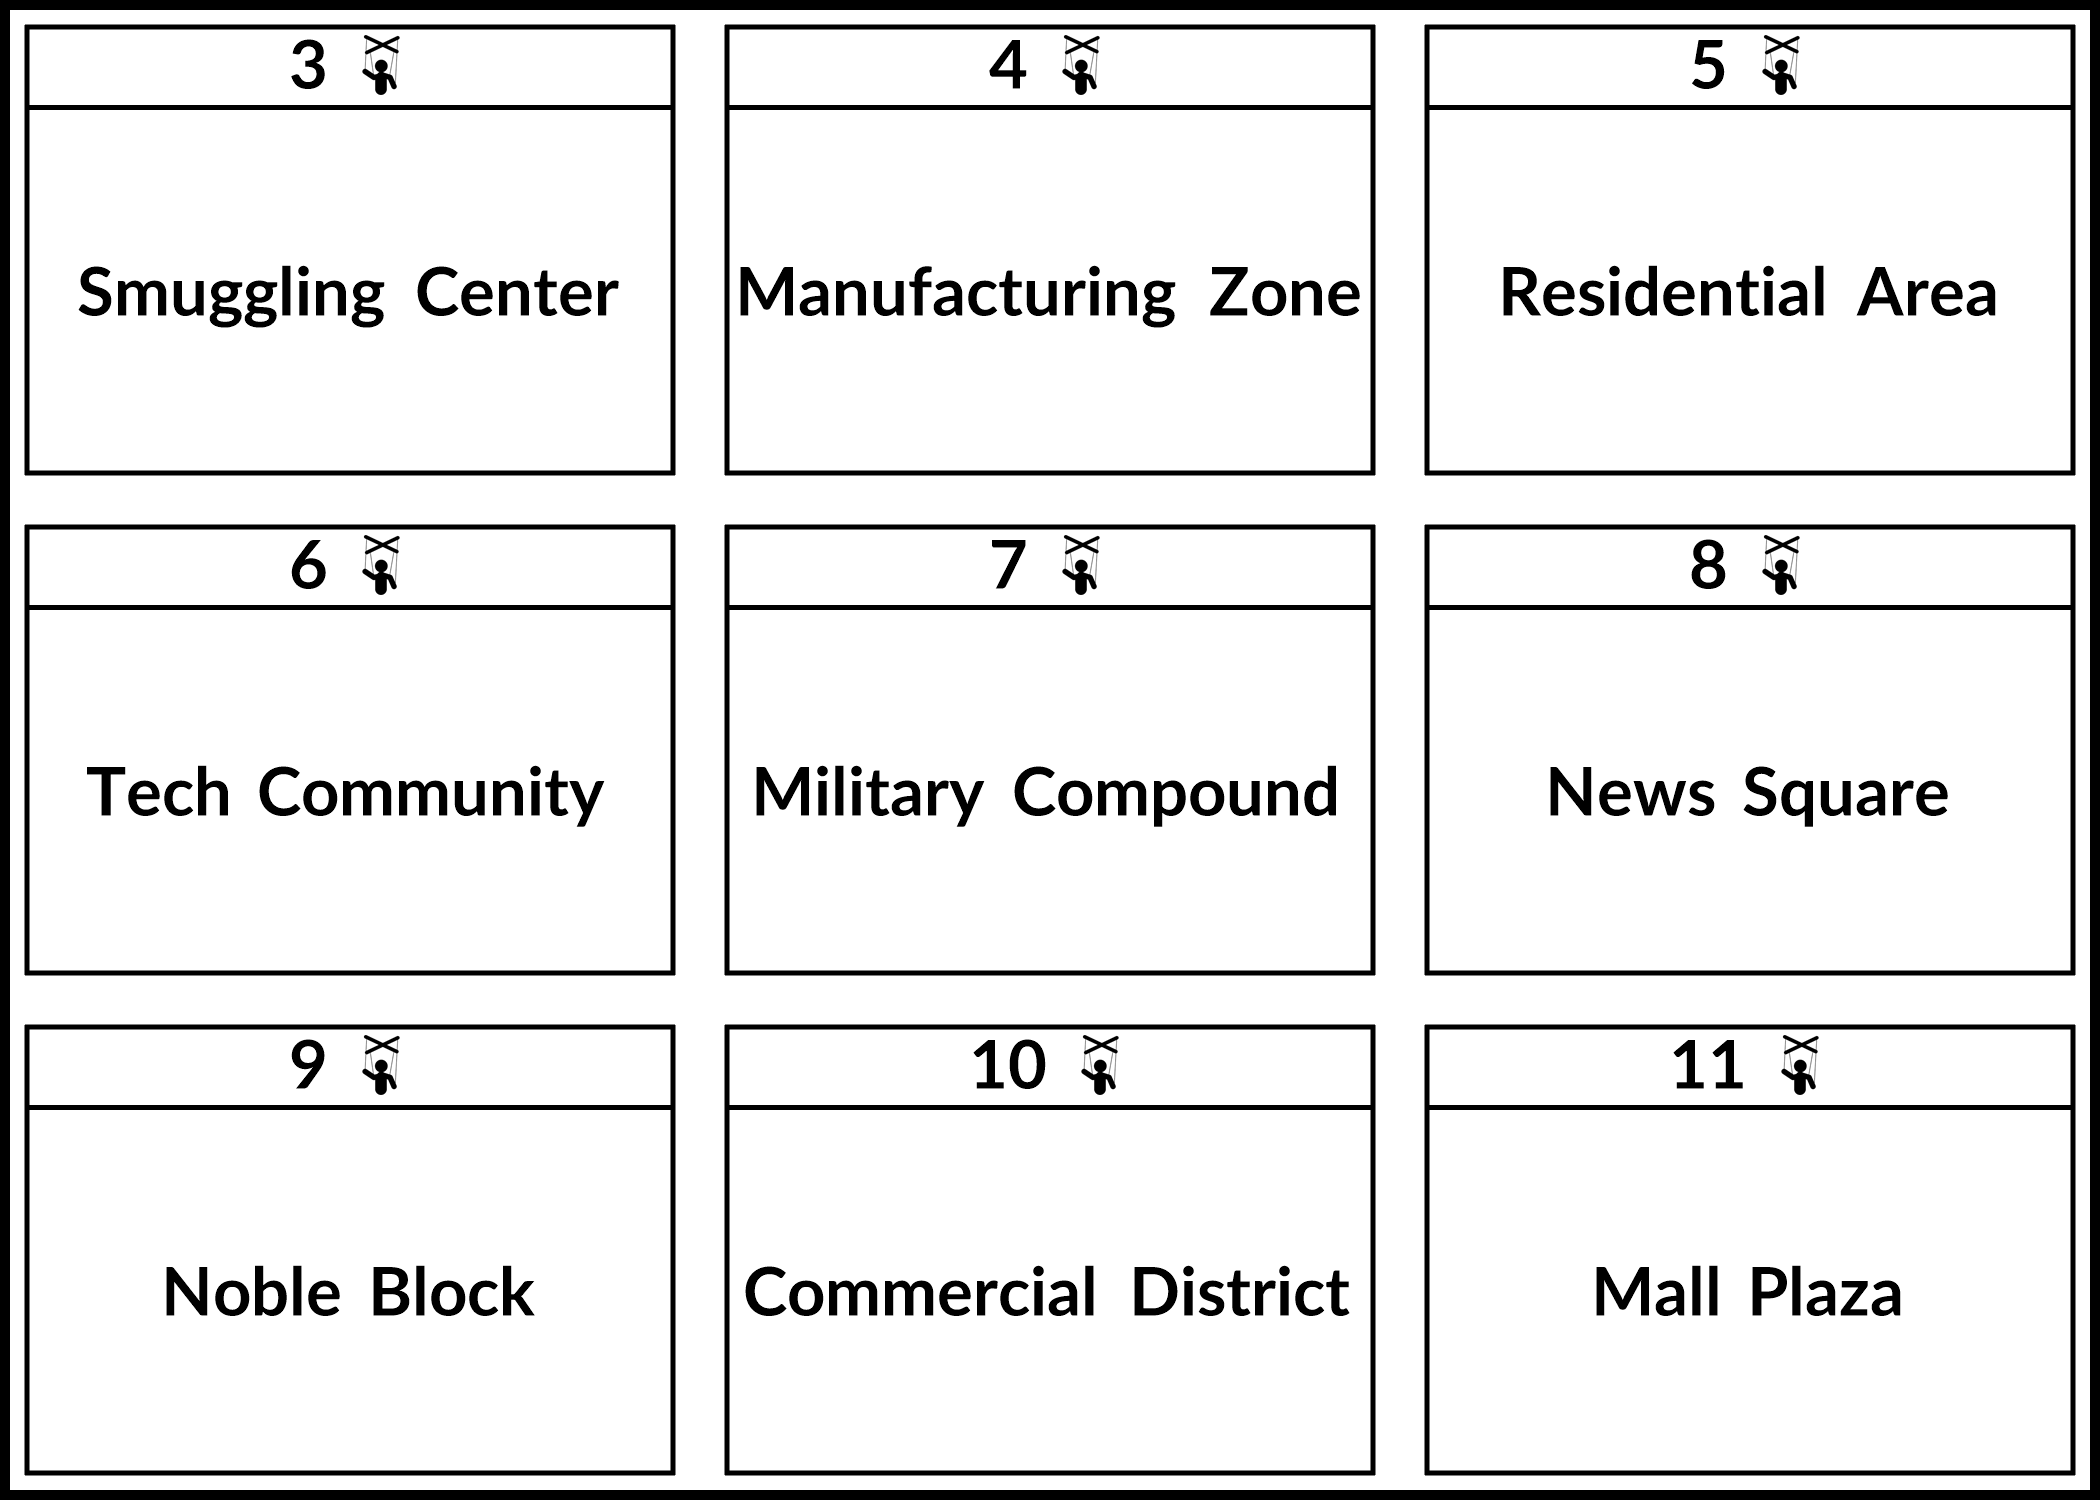 3
4
5
Smuggling Center
Manufacturing Zone
Residential Area
6
7
8
Tech Community
Military Compound
News Square
9
10
11
Noble Block
Commercial District
Mall Plaza